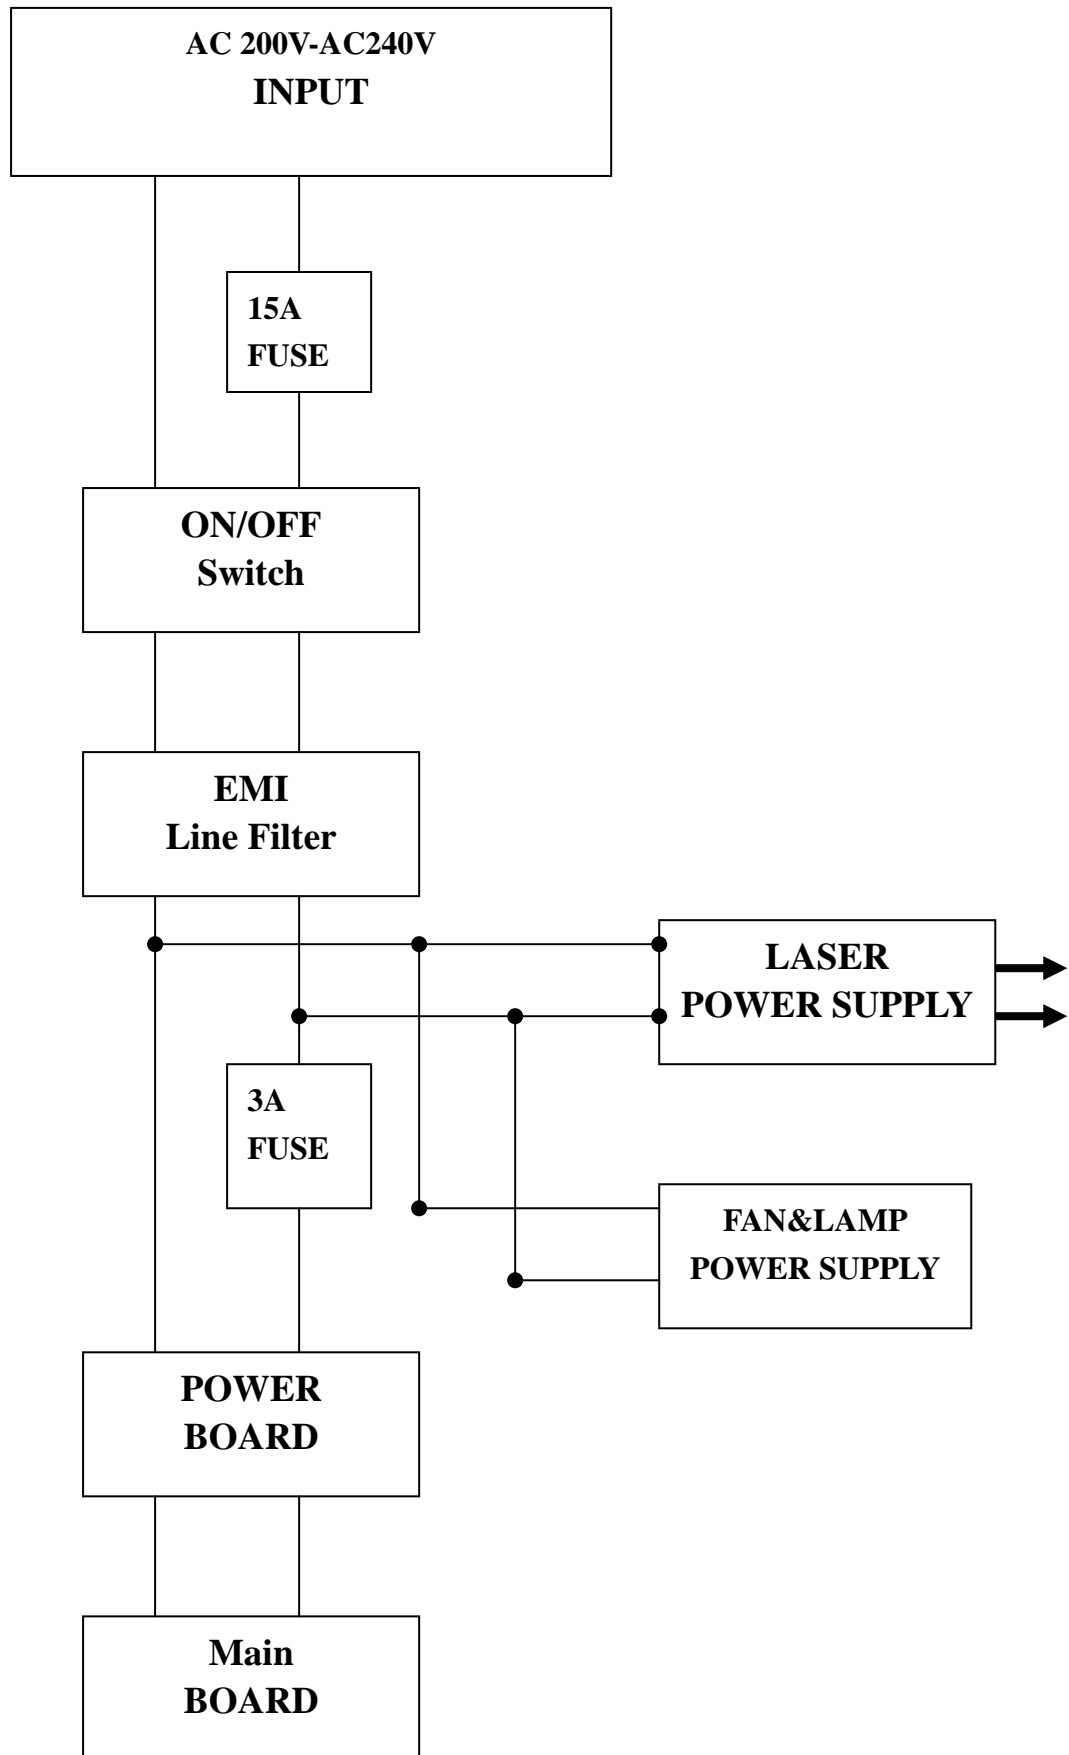 AC 200V-AC240V
INPUT
15A
FUSE
ON/OFF
Switch
EMI
Line Filter
LASER
POWER SUPPLY
3A
FUSE
FAN&LAMP
POWER SUPPLY
POWER
BOARD
Main
BOARD